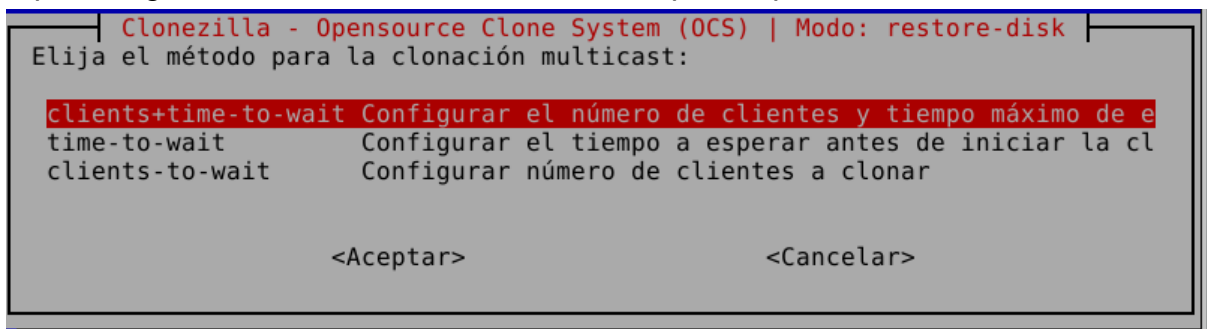 Clonezilla - Opensource Clone System (OCS) | Modo: restore-disk
Elija el método para la clonación multicast:
clients+time-to-wait Configurar el número de clientes y tiempo máximo de e
time-to-wait Configurar el tiempo a esperar antes de iniciar la cl
clients-to-wait Configurar número de clientes a clonar
<Aceptar> <Cancelar>